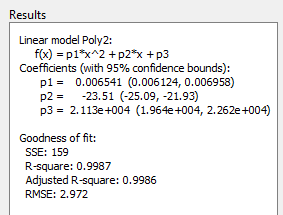 Results
Linear model Poly2:
f(x) = p1*x^2 + p2*x + p3
Coefficients (with 95% confidence bounds):
p1 = 0.006541 (0.006124, 0.006958)
p2 = -23.51 (-25.09, -21.93)
p3 = 2.113e+004 (1.964e+004, 2.262e+004)
Goodness of fit:
SSE: 159
R-square: 0.9987
Adjusted R-square: 0.9986
RMSE: 2.972